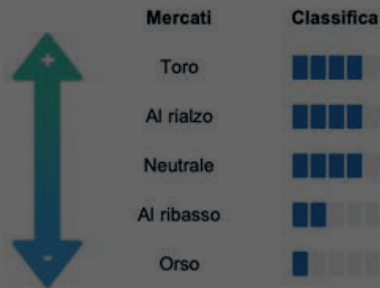 Mercati Classifica
+
Toro
Al rialzo
Neutrale
Al ribasso
Orso
-